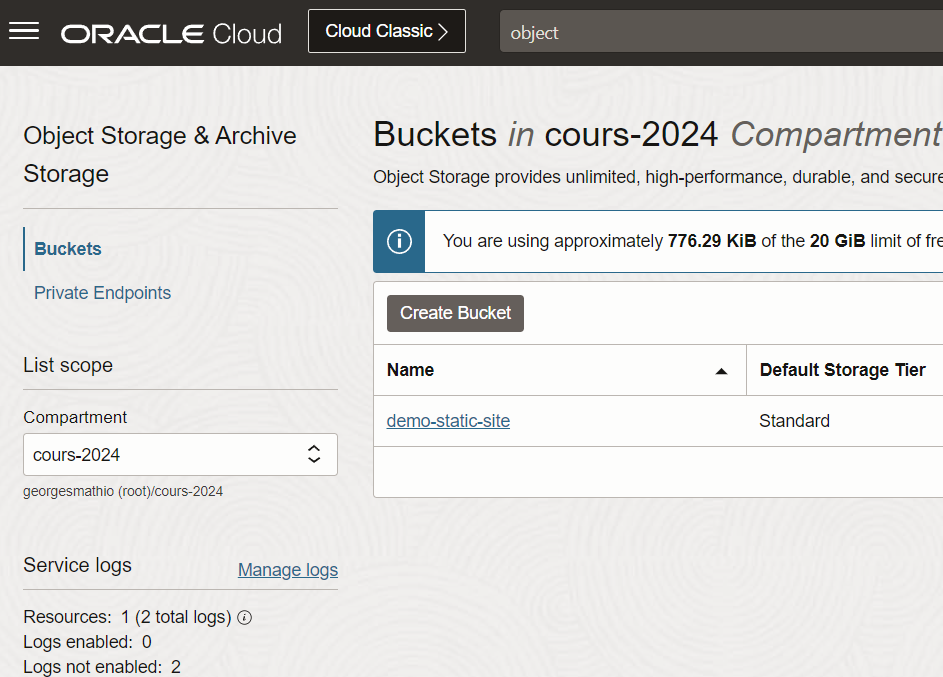 ORACLE Cloud
Cloud Classic
object
Object Storage & Archive
Storage
Buckets
Private Endpoints
List scope
Compartment
cours-2024
georgesmathio (root)/cours-2024
Service logs
Manage logs
Resources: 1 (2 total logs)
Logs enabled: 0
Logs not enabled: 2
Buckets in cours-2024 Compartment
Object Storage provides unlimited, high-performance, durable, and secure
You are using approximately 776.29 KiB of the 20 GiB limit of fre
Create Bucket
Name
Default Storage Tier
demo-static-site
Standard